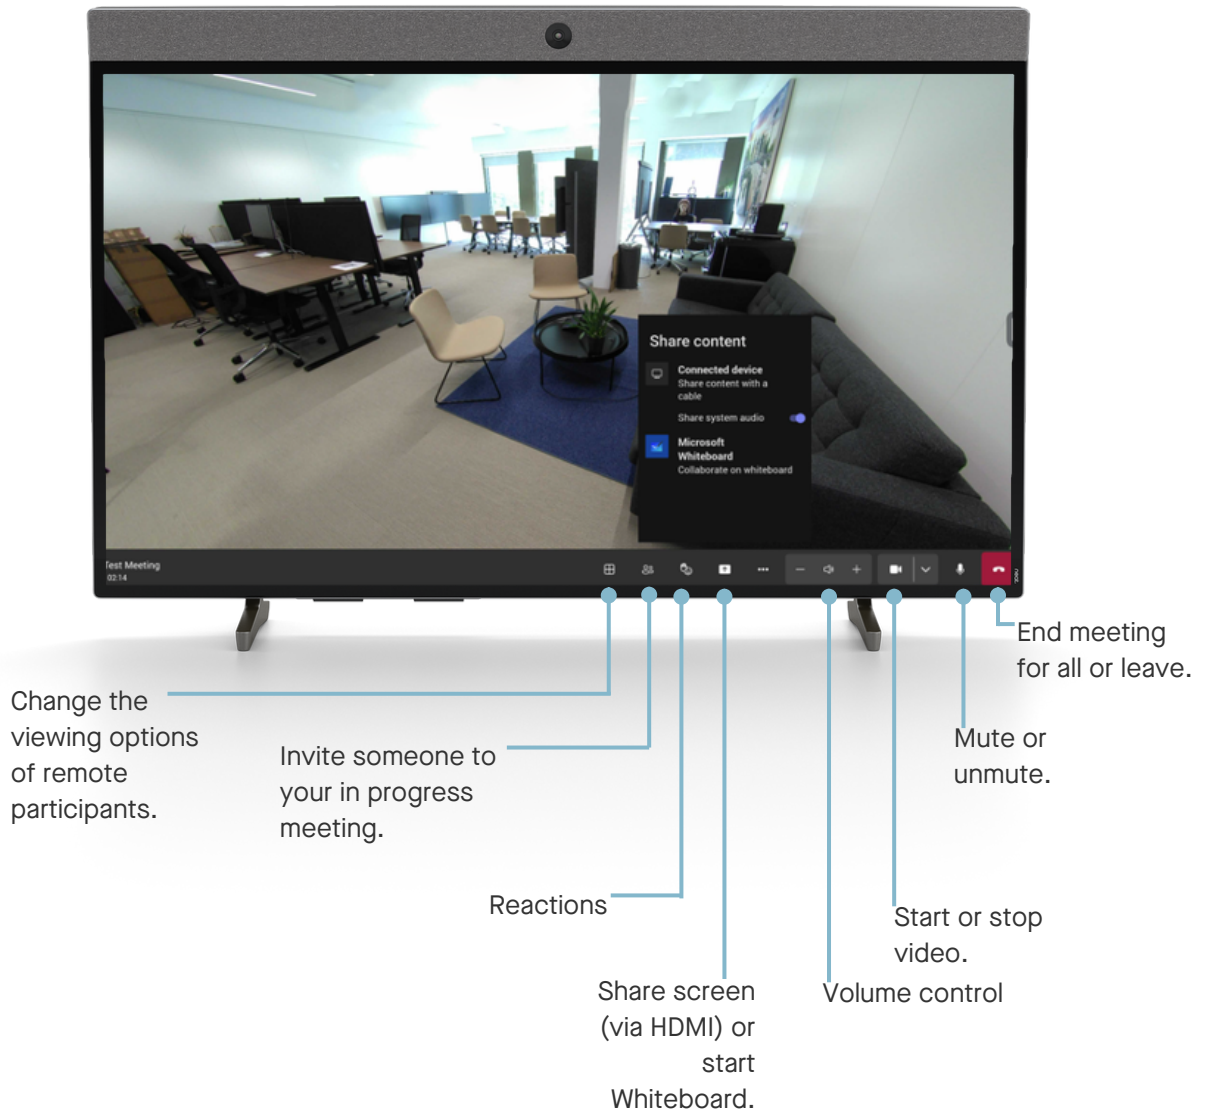 Share content
Connected device
Share content with a
cable
Share system audio
Microsoft
Whiteboard
Collaborate on whiteboard
Test Meeting
02:14
neat.
End meeting
for all or leave.
Change the
viewing options
of remote
participants.
Invite someone to
your in progress
meeting.
Mute or
unmute.
Reactions
Start or stop
video.
Share screen
(via HDMI) or
start
Whiteboard.
Volume control